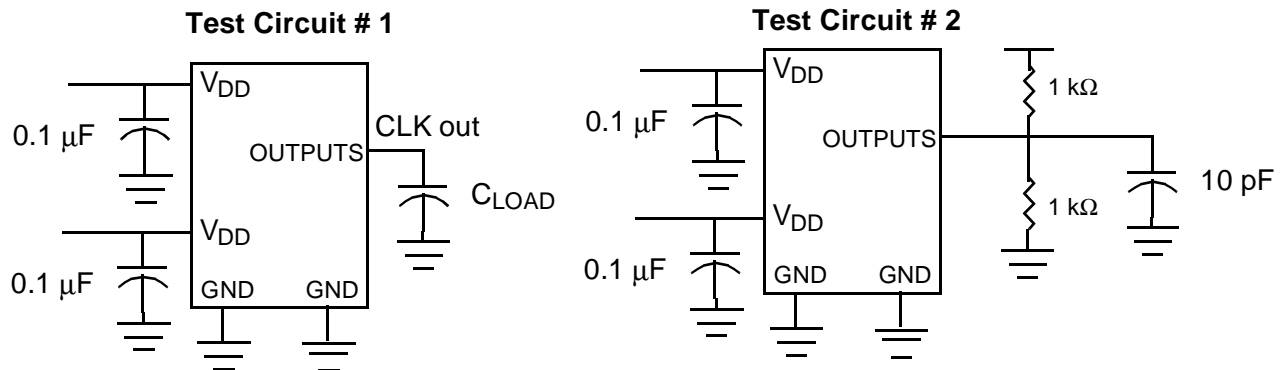 Test Circuit # 1
V_DD
0.1 μF
CLK out
OUTPUTS
C_LOAD
V_DD
0.1 μF
GND GND
Test Circuit # 2
V_DD
1 kΩ
0.1 μF
OUTPUTS
10 pF
1 kΩ
V_DD
0.1 μF
GND GND